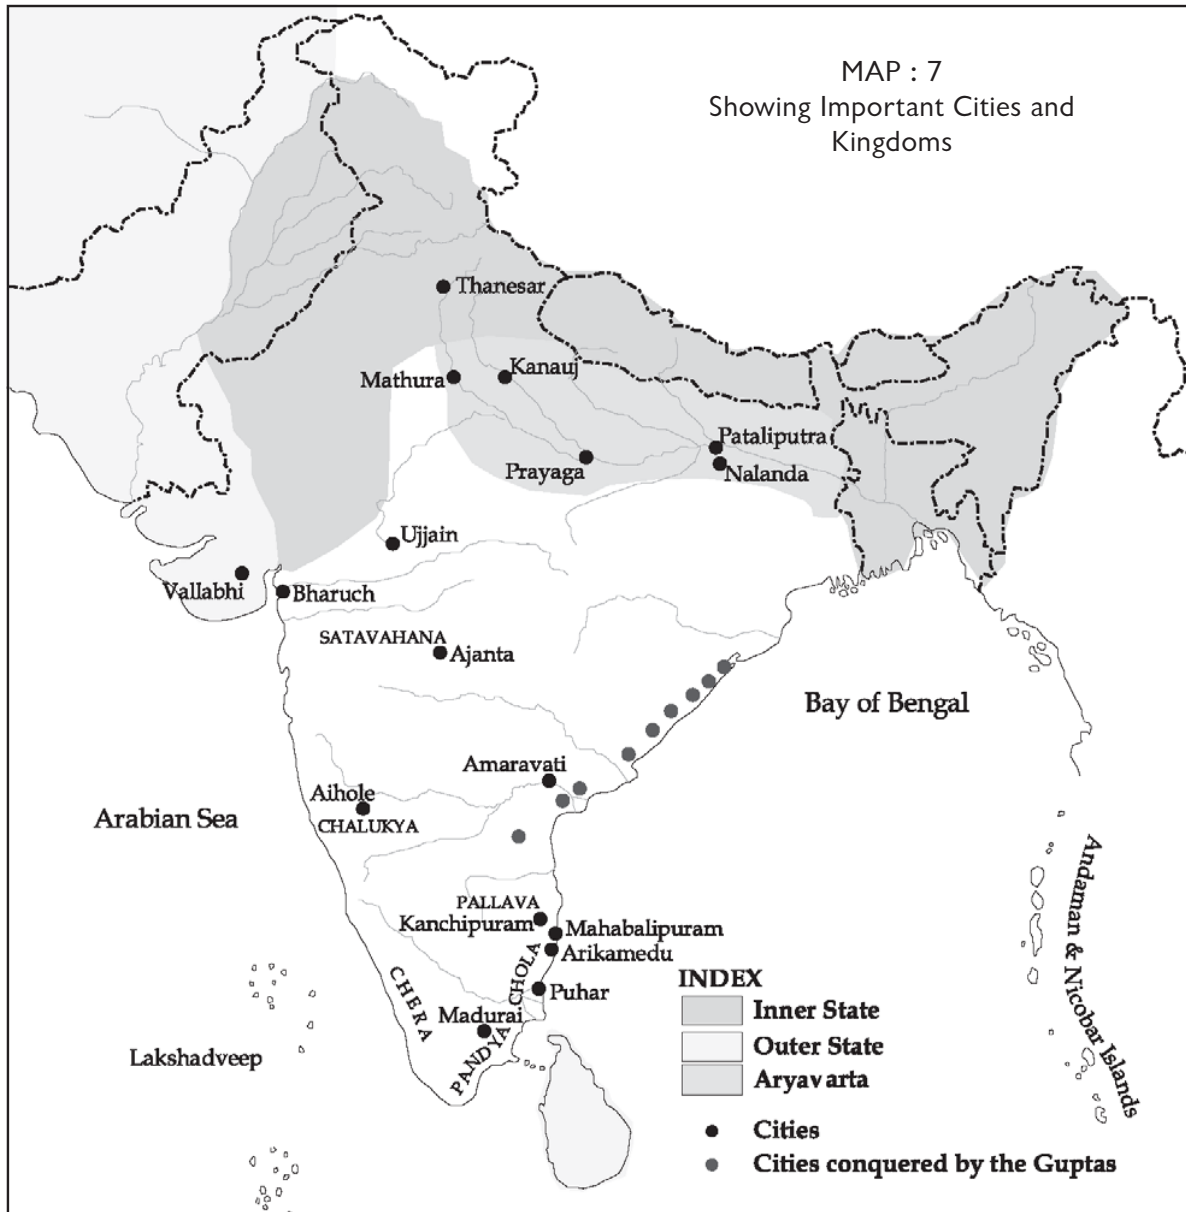 MAP : 7
Showing Important Cities and
Kingdoms
Thanesar
Mathura
Kanauj
Prayaga
Pataliputra
Nalanda
Ujjain
Vallabhi
Bharuch
SATAVAHANA
Ajanta
Bay of Bengal
Amaravati
Aihole
CHALUKYA
Arabian Sea
PALLAVA
Kanchipuram
Mahabalipuram
Arikamedu
CHOLA
Puhar
CHERA
Madurai
PANDYA
Lakshadveep
Andaman & Nicobar Islands
INDEX
Inner State
Outer State
Aryavarta
Cities
Cities conquered by the Guptas